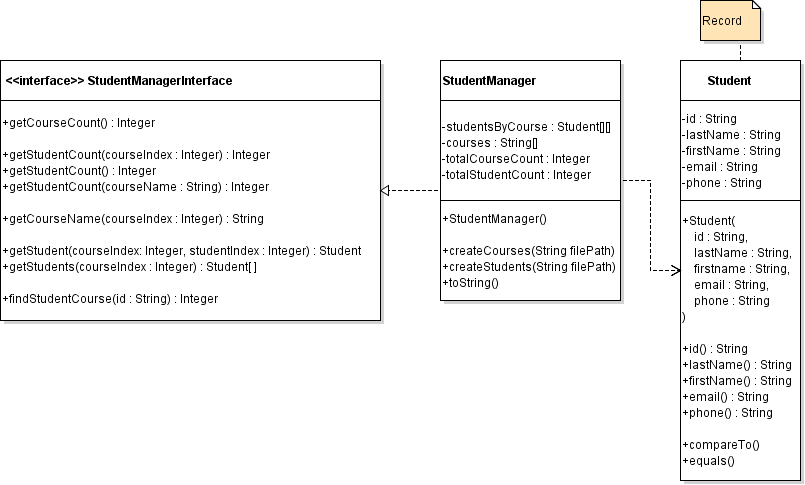 Record
<<interface>> StudentManagerInterface
+getCourseCount() : Integer
+getStudentCount(courseIndex : Integer) : Integer
+getStudentCount() : Integer
+getStudentCount(courseName : String) : Integer
+getCourseName(courseIndex : Integer) : String
+getStudent(courseIndex: Integer, studentIndex : Integer) : Student
+getStudents(courseIndex : Integer) : Student[ ]
+findStudentCourse(id : String) : Integer
StudentManager
-studentsByCourse : Student[][]
-courses : String[]
-totalCourseCount : Integer
-totalStudentCount : Integer
+StudentManager()
+createCourses(String filePath)
+createStudents(String filePath)
+toString()
Student
-id : String
-lastName : String
-firstName : String
-email : String
-phone : String
+Student(
id : String,
lastName : String,
firstname : String,
email : String,
phone : String
)
+id() : String
+lastName() : String
+firstName() : String
+email() : String
+phone() : String
+compareTo()
+equals()